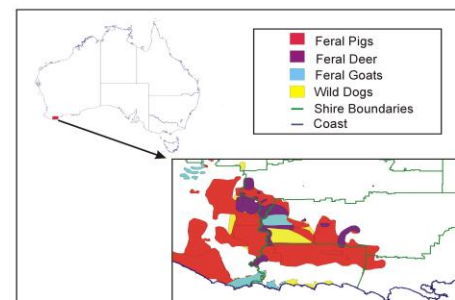 Feral Pigs
Feral Deer
Feral Goats
Wild Dogs
Shire Boundaries
Coast